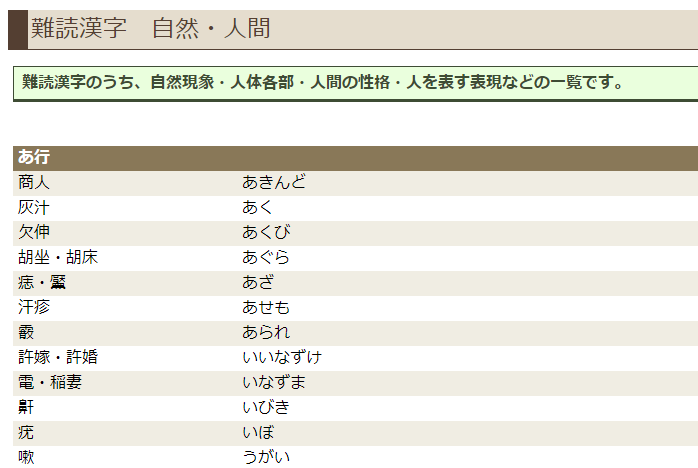 難読漢字　自然・人間
難読漢字のうち、自然現象・人体各部・人間の性格・人を表す表現などの一覧です。
あ行
商人　あきんど
灰汁　あく
欠伸　あくび
胡坐・胡床　あぐら
痣・黶　あざ
汗疹　あせも
霰　あられ
許嫁・許婚　いいなずけ
電・稲妻　いなずま
鼾　いびき
疣　いぼ
嗽　うがい